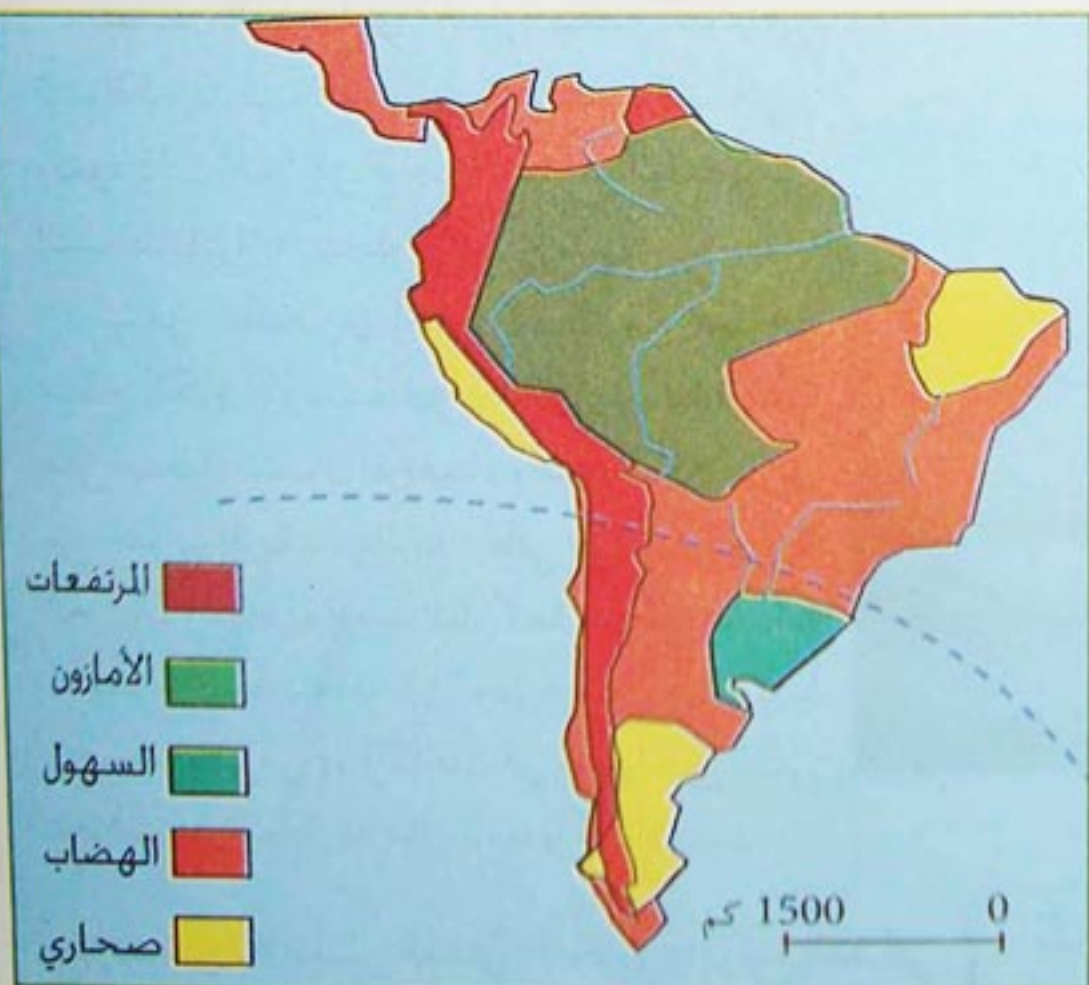 المرتفعات
الأمازون
السهول
الهضاب
صحاري
0 1500 كم